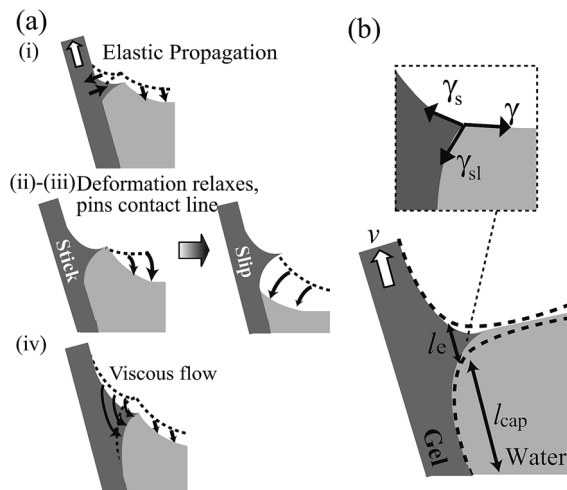 (a)
(i)
Elastic Propagation
(ii)-(iii) Deformation relaxes,
pins contact line
Stick
Slip
(iv)
Viscous flow
(b)
γs
γ
γsl
v
le
lcap
Gel
Water